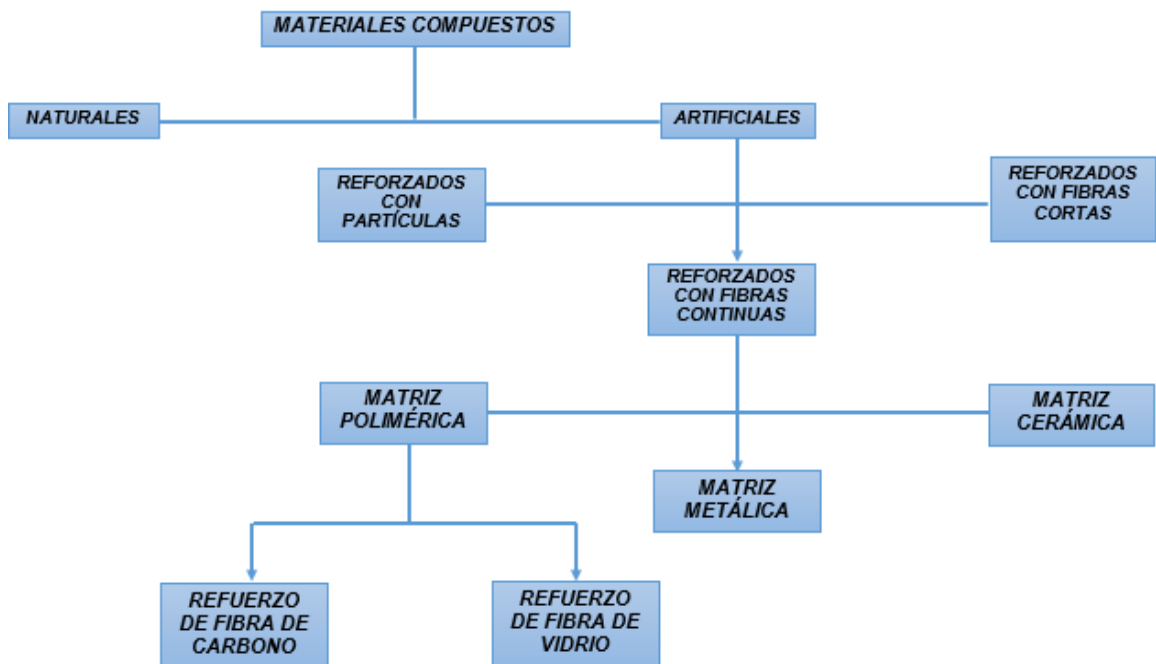 MATERIALES COMPUESTOS
NATURALES
ARTIFICIALES
REFORZADOS
CON
PARTÍCULAS
REFORZADOS
CON FIBRAS
CORTAS
REFORZADOS
CON FIBRAS
CONTINUAS
MATRIZ
POLIMÉRICA
MATRIZ
CERÁMICA
MATRIZ
METÁLICA
REFUERZO
DE FIBRA DE
CARBONO
REFUERZO
DE FIBRA DE
VIDRIO